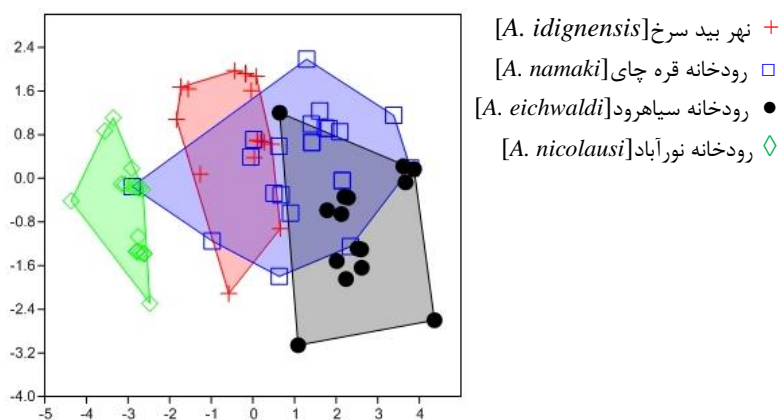 نهر بید سرخ[A. idignensis]
رودخانه قره چای[A. namaki]
رودخانه سیاهرود[A. eichwaldi]
رودخانه نورآباد[A. nicolausi]
2.4
1.6
0.8
0.0
-0.8
-1.6
-2.4
-3.2
-4.0
-5 -4 -3 -2 -1 0 1 2 3 4